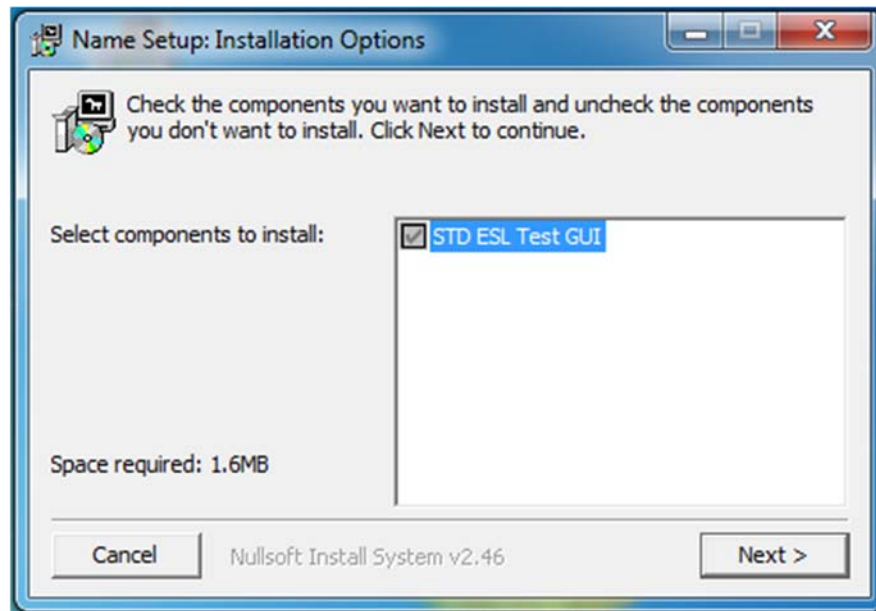 Name Setup: Installation Options
Check the components you want to install and uncheck the components
you don't want to install. Click Next to continue.
Select components to install:
STD ESL Test GUI
Space required: 1.6MB
Cancel
Nullsoft Install System v2.46
Next >